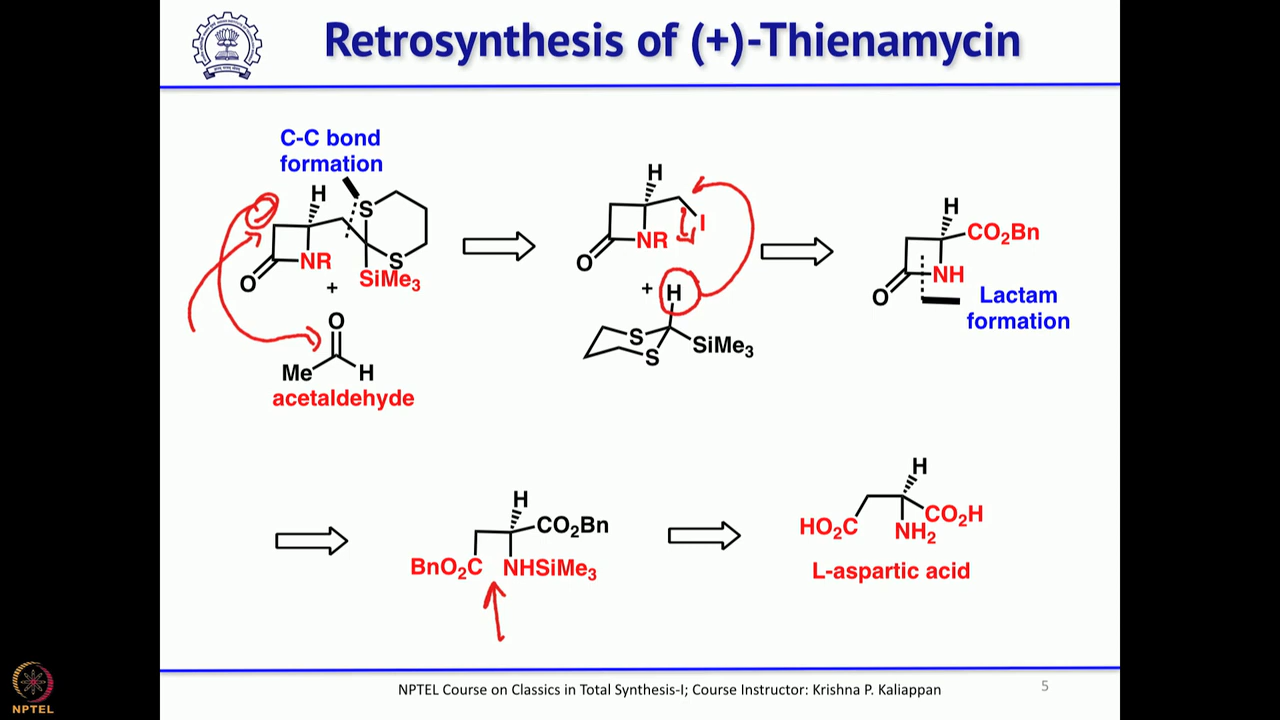 Retrosynthesis of (+)-Thienamycin
C-C bond
formation
H
S
NR
S
O
SiMe3
+
O
Me
H
acetaldehyde
H
I
NR
O
+
H
S
S
SiMe3
H
CO2Bn
NH
O
Lactam
formation
H
CO2Bn
BnO2C
NHSiMe3
H
HO2C
CO2H
NH2
L-aspartic acid
NPTEL
NPTEL Course on Classics in Total Synthesis-I; Course Instructor: Krishna P. Kaliappan
5